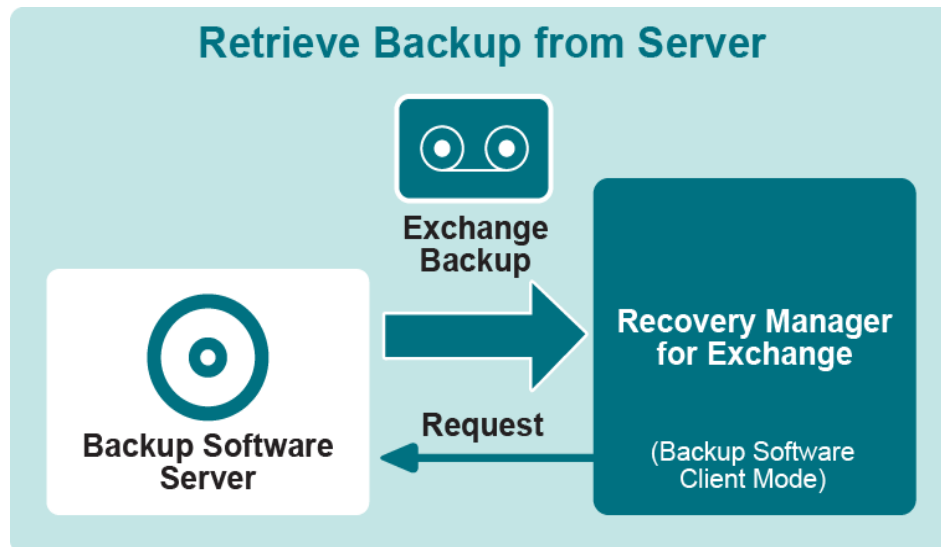 Retrieve Backup from Server
Exchange
Backup
Recovery Manager
for Exchange
Request
Backup Software
Server
(Backup Software
Client Mode)